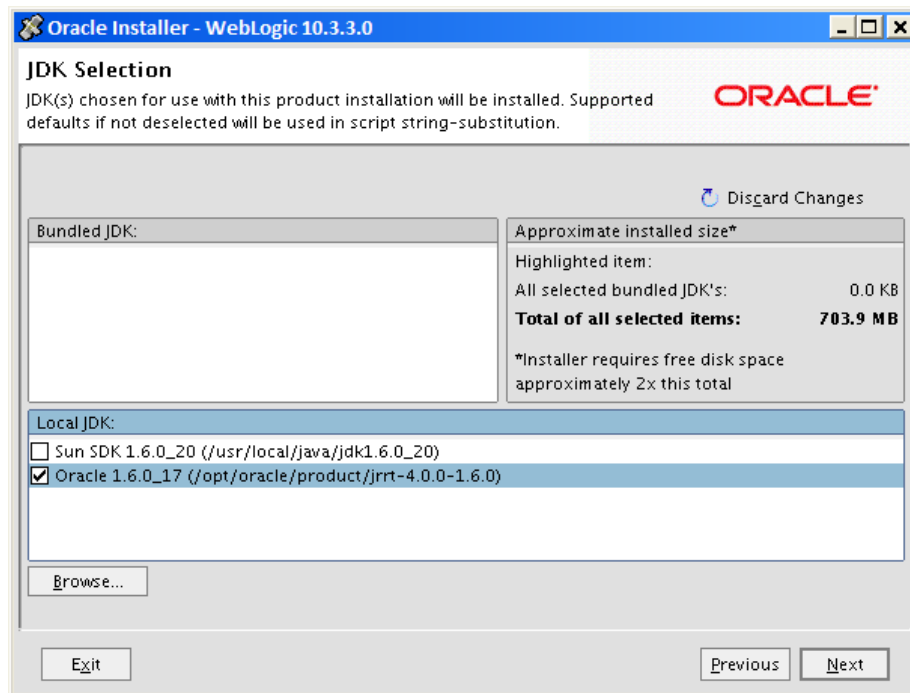 Oracle Installer - WebLogic 10.3.3.0
JDK Selection
JDK(s) chosen for use with this product installation will be installed. Supported
defaults if not deselected will be used in script string-substitution.
ORACLE
Discard Changes
Bundled JDK:
Approximate installed size*
Highlighted item:
All selected bundled JDK's: 0.0 KB
Total of all selected items: 703.9 MB
*Installer requires free disk space
approximately 2x this total
Local JDK:
Sun SDK 1.6.0_20 (/usr/local/java/jdk1.6.0_20)
Oracle 1.6.0_17 (/opt/oracle/product/jrrt-4.0.0-1.6.0)
Browse...
Exit
Previous
Next